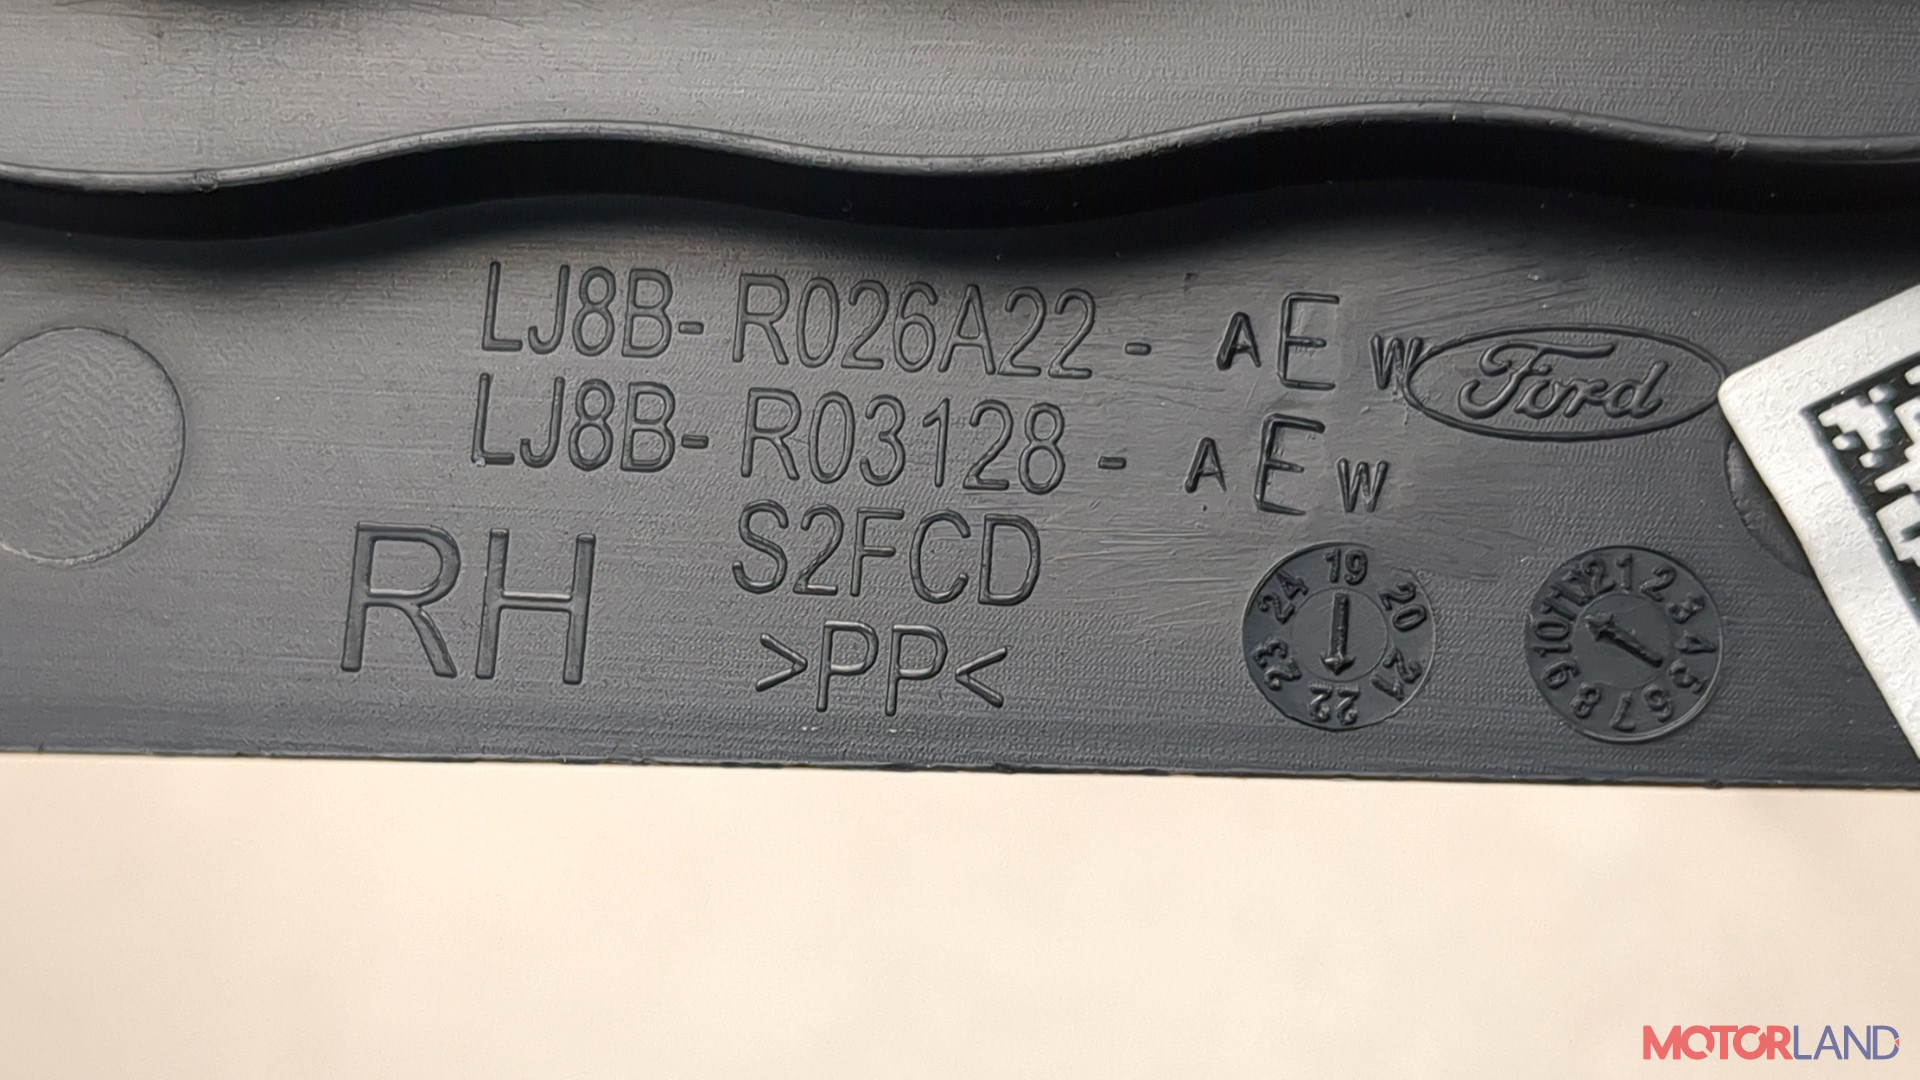 LJ8B- R026A22 - AEW Ford
LJ8B- R03128 - AEW
RH S2FCD
>PP<
19 20 21 22 23 24
12 1 2 3 4 5 6 7 8 9 10 11
MOTORLAND